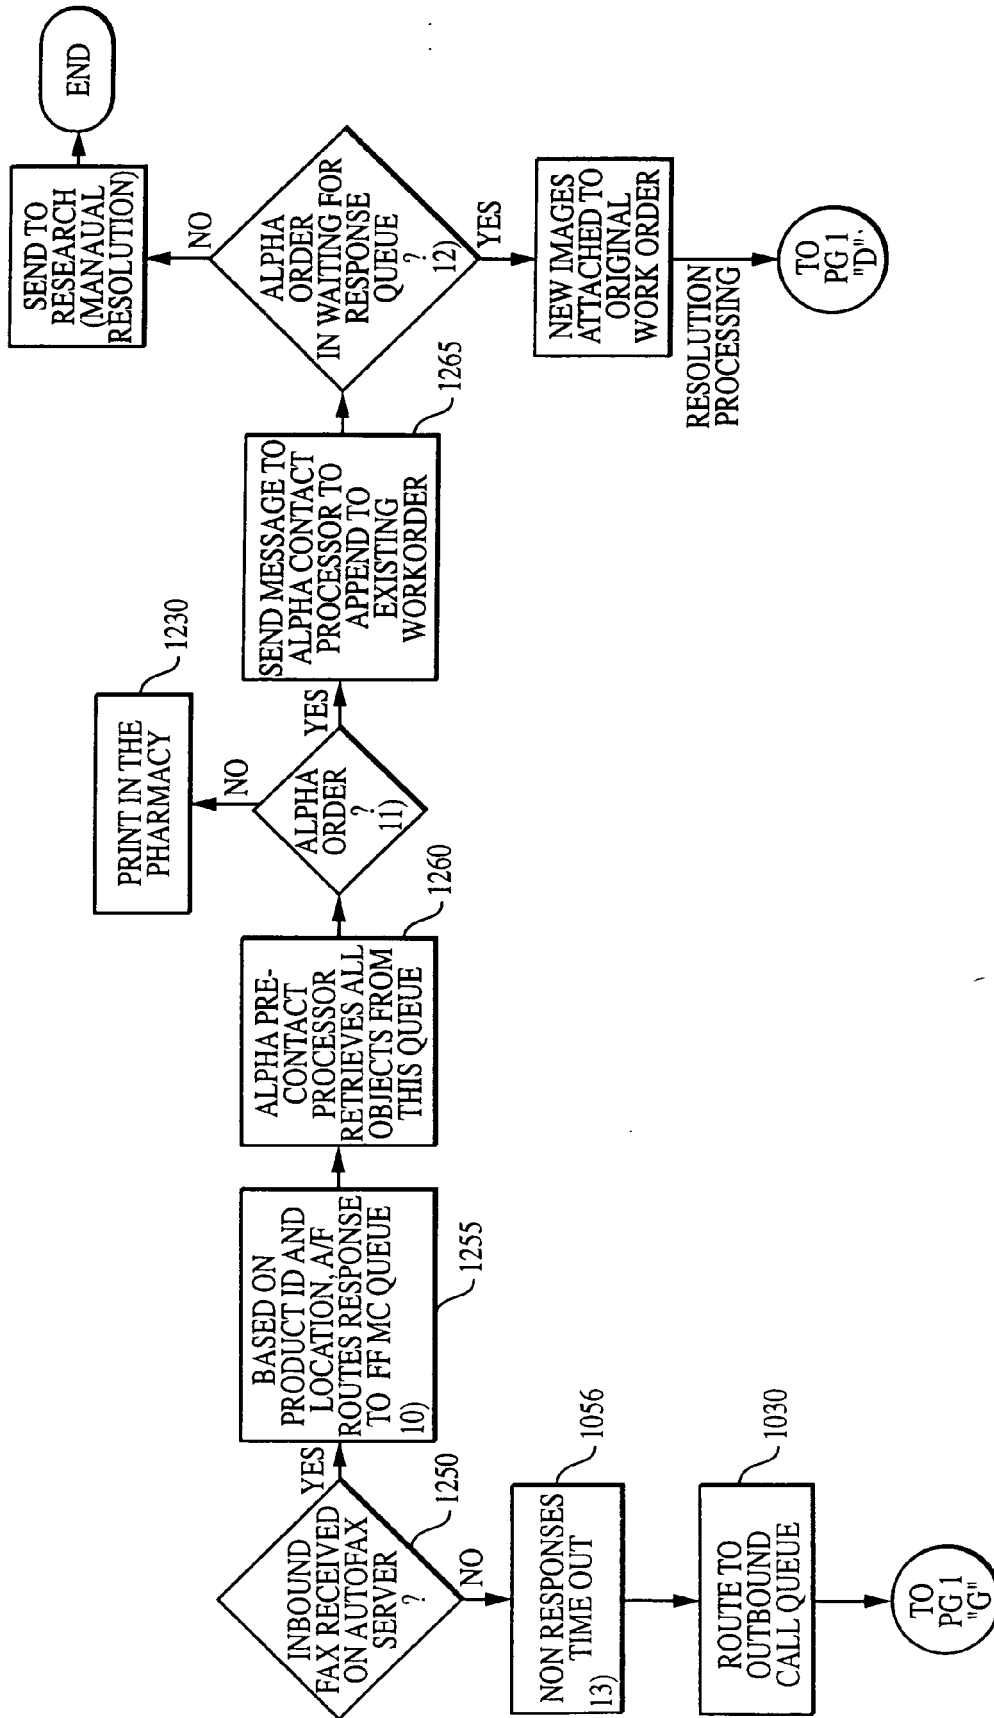 INBOUND
FAX RECEIVED
ON AUTOFAX
SERVER
?
1250
YES
NO
BASED ON
PRODUCT ID AND
LOCATION, A/F
ROUTES RESPONSE
TO FF MC QUEUE
10)
1255
ALPHA PRE-
CONTACT
PROCESSOR
RETRIEVES ALL
OBJECTS FROM
THIS QUEUE
1260
ALPHA
ORDER
?
11)
NO
YES
PRINT IN THE
PHARMACY
1230
SEND MESSAGE TO
ALPHA CONTACT
PROCESSOR TO
APPEND TO
EXISTING
WORKORDER
1265
ALPHA
ORDER
IN WAITING FOR
RESPONSE
QUEUE
?
12)
NO
YES
SEND TO
RESEARCH
(MANAUAL
RESOLUTION)
END
NEW IMAGES
ATTACHED TO
ORIGINAL
WORK ORDER
RESOLUTION
PROCESSING
TO
PG 1
"D"
NON RESPONSES
TIME OUT
13)
1056
ROUTE TO
OUTBOUND
CALL QUEUE
1030
TO
PG 1
"G"